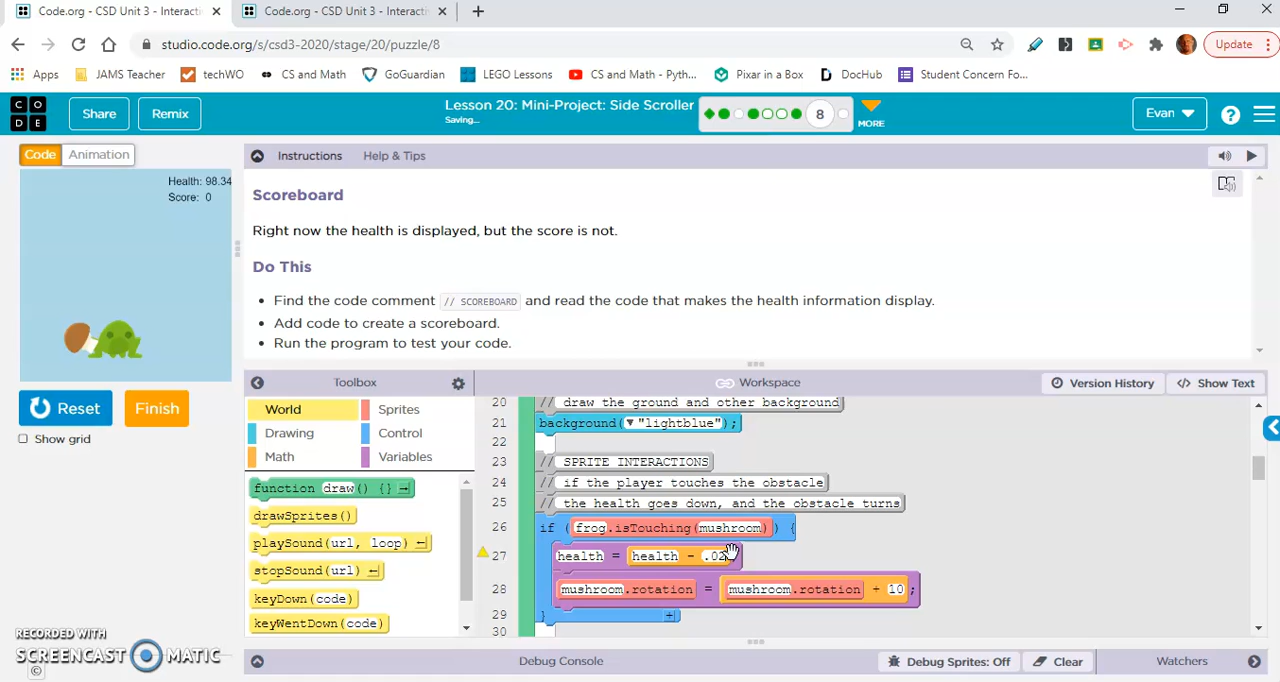 Code.org - CSD Unit 3 - Interacti
Code.org - CSD Unit 3 - Interacti
studio.code.org/s/csd3-2020/stage/20/puzzle/8
Update
Apps JAMS Teacher techWO CS and Math GoGuardian LEGO Lessons CS and Math - Pyth... Pixar in a Box DocHub Student Concern Fo...
C O D E
Share
Remix
Lesson 20: Mini-Project: Side Scroller
Saving...
8
MORE
Evan
Code Animation
Instructions Help & Tips
Health: 98.34
Score: 0
Scoreboard
Right now the health is displayed, but the score is not.
Do This
Find the code comment // SCOREBOARD and read the code that makes the health information display.
Add code to create a scoreboard.
Run the program to test your code.
Reset
Finish
Show grid
Toolbox
Workspace
Version History
</> Show Text
World
Sprites
Drawing
Control
Math
Variables
function draw() {}
drawSprites()
playSound(url, loop)
stopSound(url)
keyDown(code)
keyWentDown(code)
20 // draw the ground and other background
21 background("lightblue");
22
23 // SPRITE INTERACTIONS
24 // if the player touches the obstacle
25 // the health goes down, and the obstacle turns
26 if (frog.isTouching(mushroom)) {
27 health = health - .02
28 mushroom.rotation = mushroom.rotation + 10;
29 }
30
RECORDED WITH
SCREENCAST MATIC
Debug Console
Debug Sprites: Off
Clear
Watchers